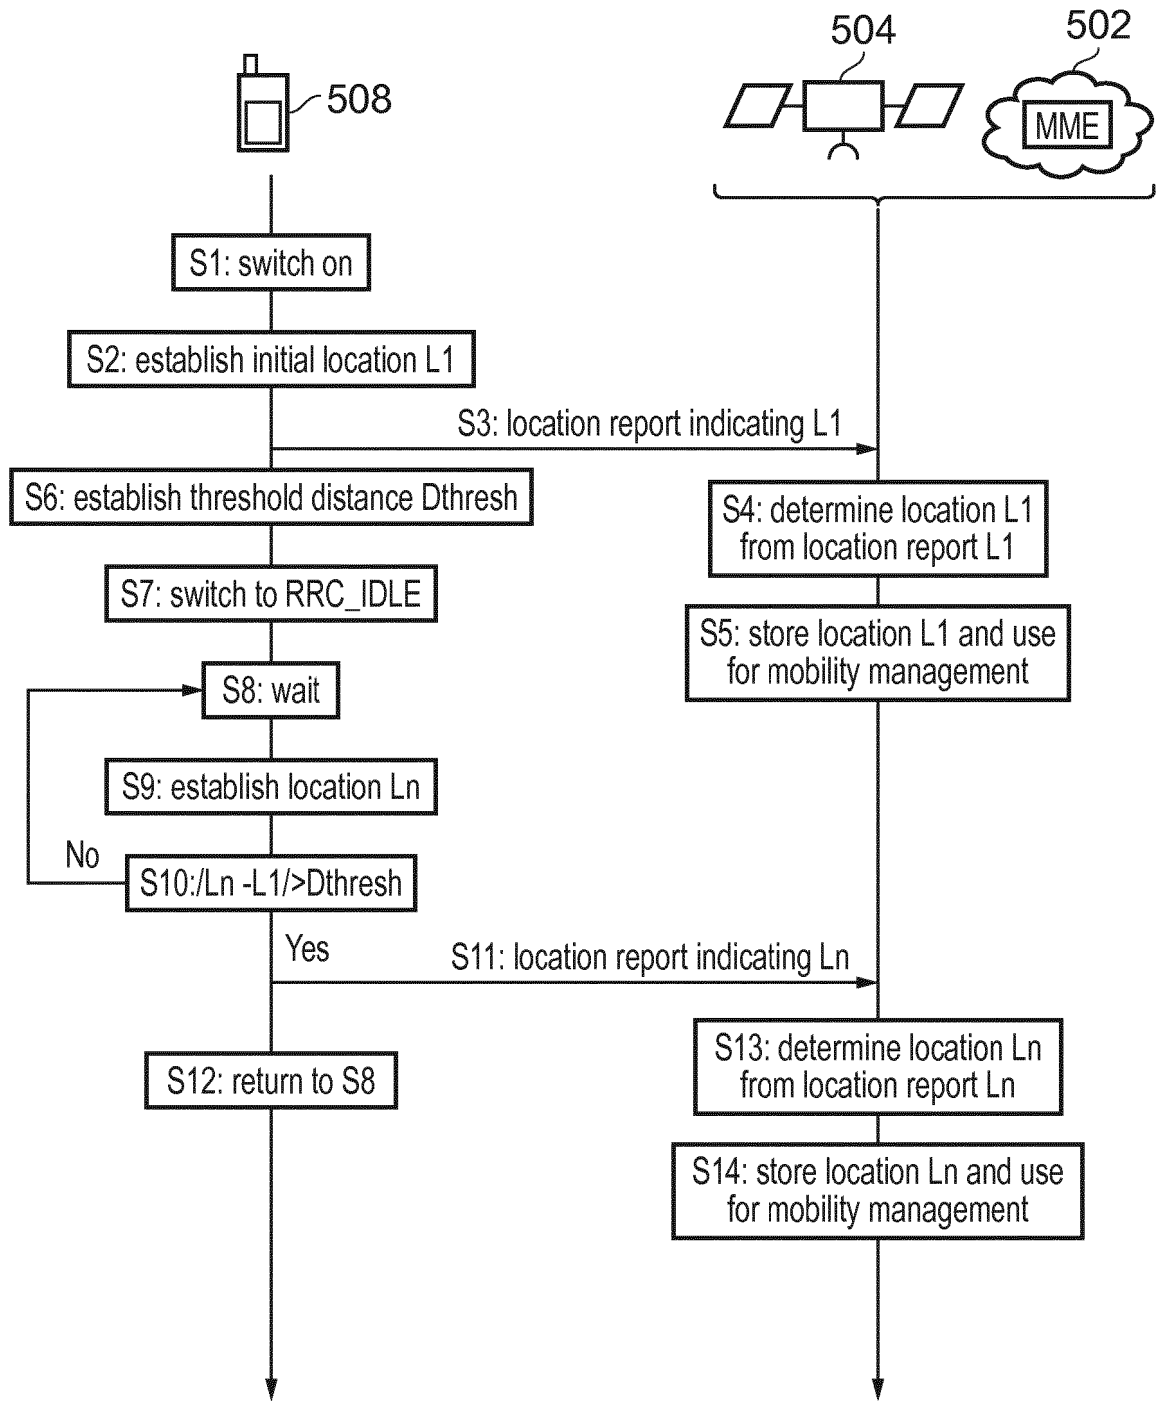 504
502
508
MME
S1: switch on
S2: establish initial location L1
S3: location report indicating L1
S6: establish threshold distance Dthresh
S4: determine location L1
from location report L1
S7: switch to RRC_IDLE
S5: store location L1 and use
for mobility management
S8: wait
S9: establish location Ln
No
S10:/Ln -L1/>Dthresh
Yes
S11: location report indicating Ln
S13: determine location Ln
from location report Ln
S12: return to S8
S14: store location Ln and use
for mobility management